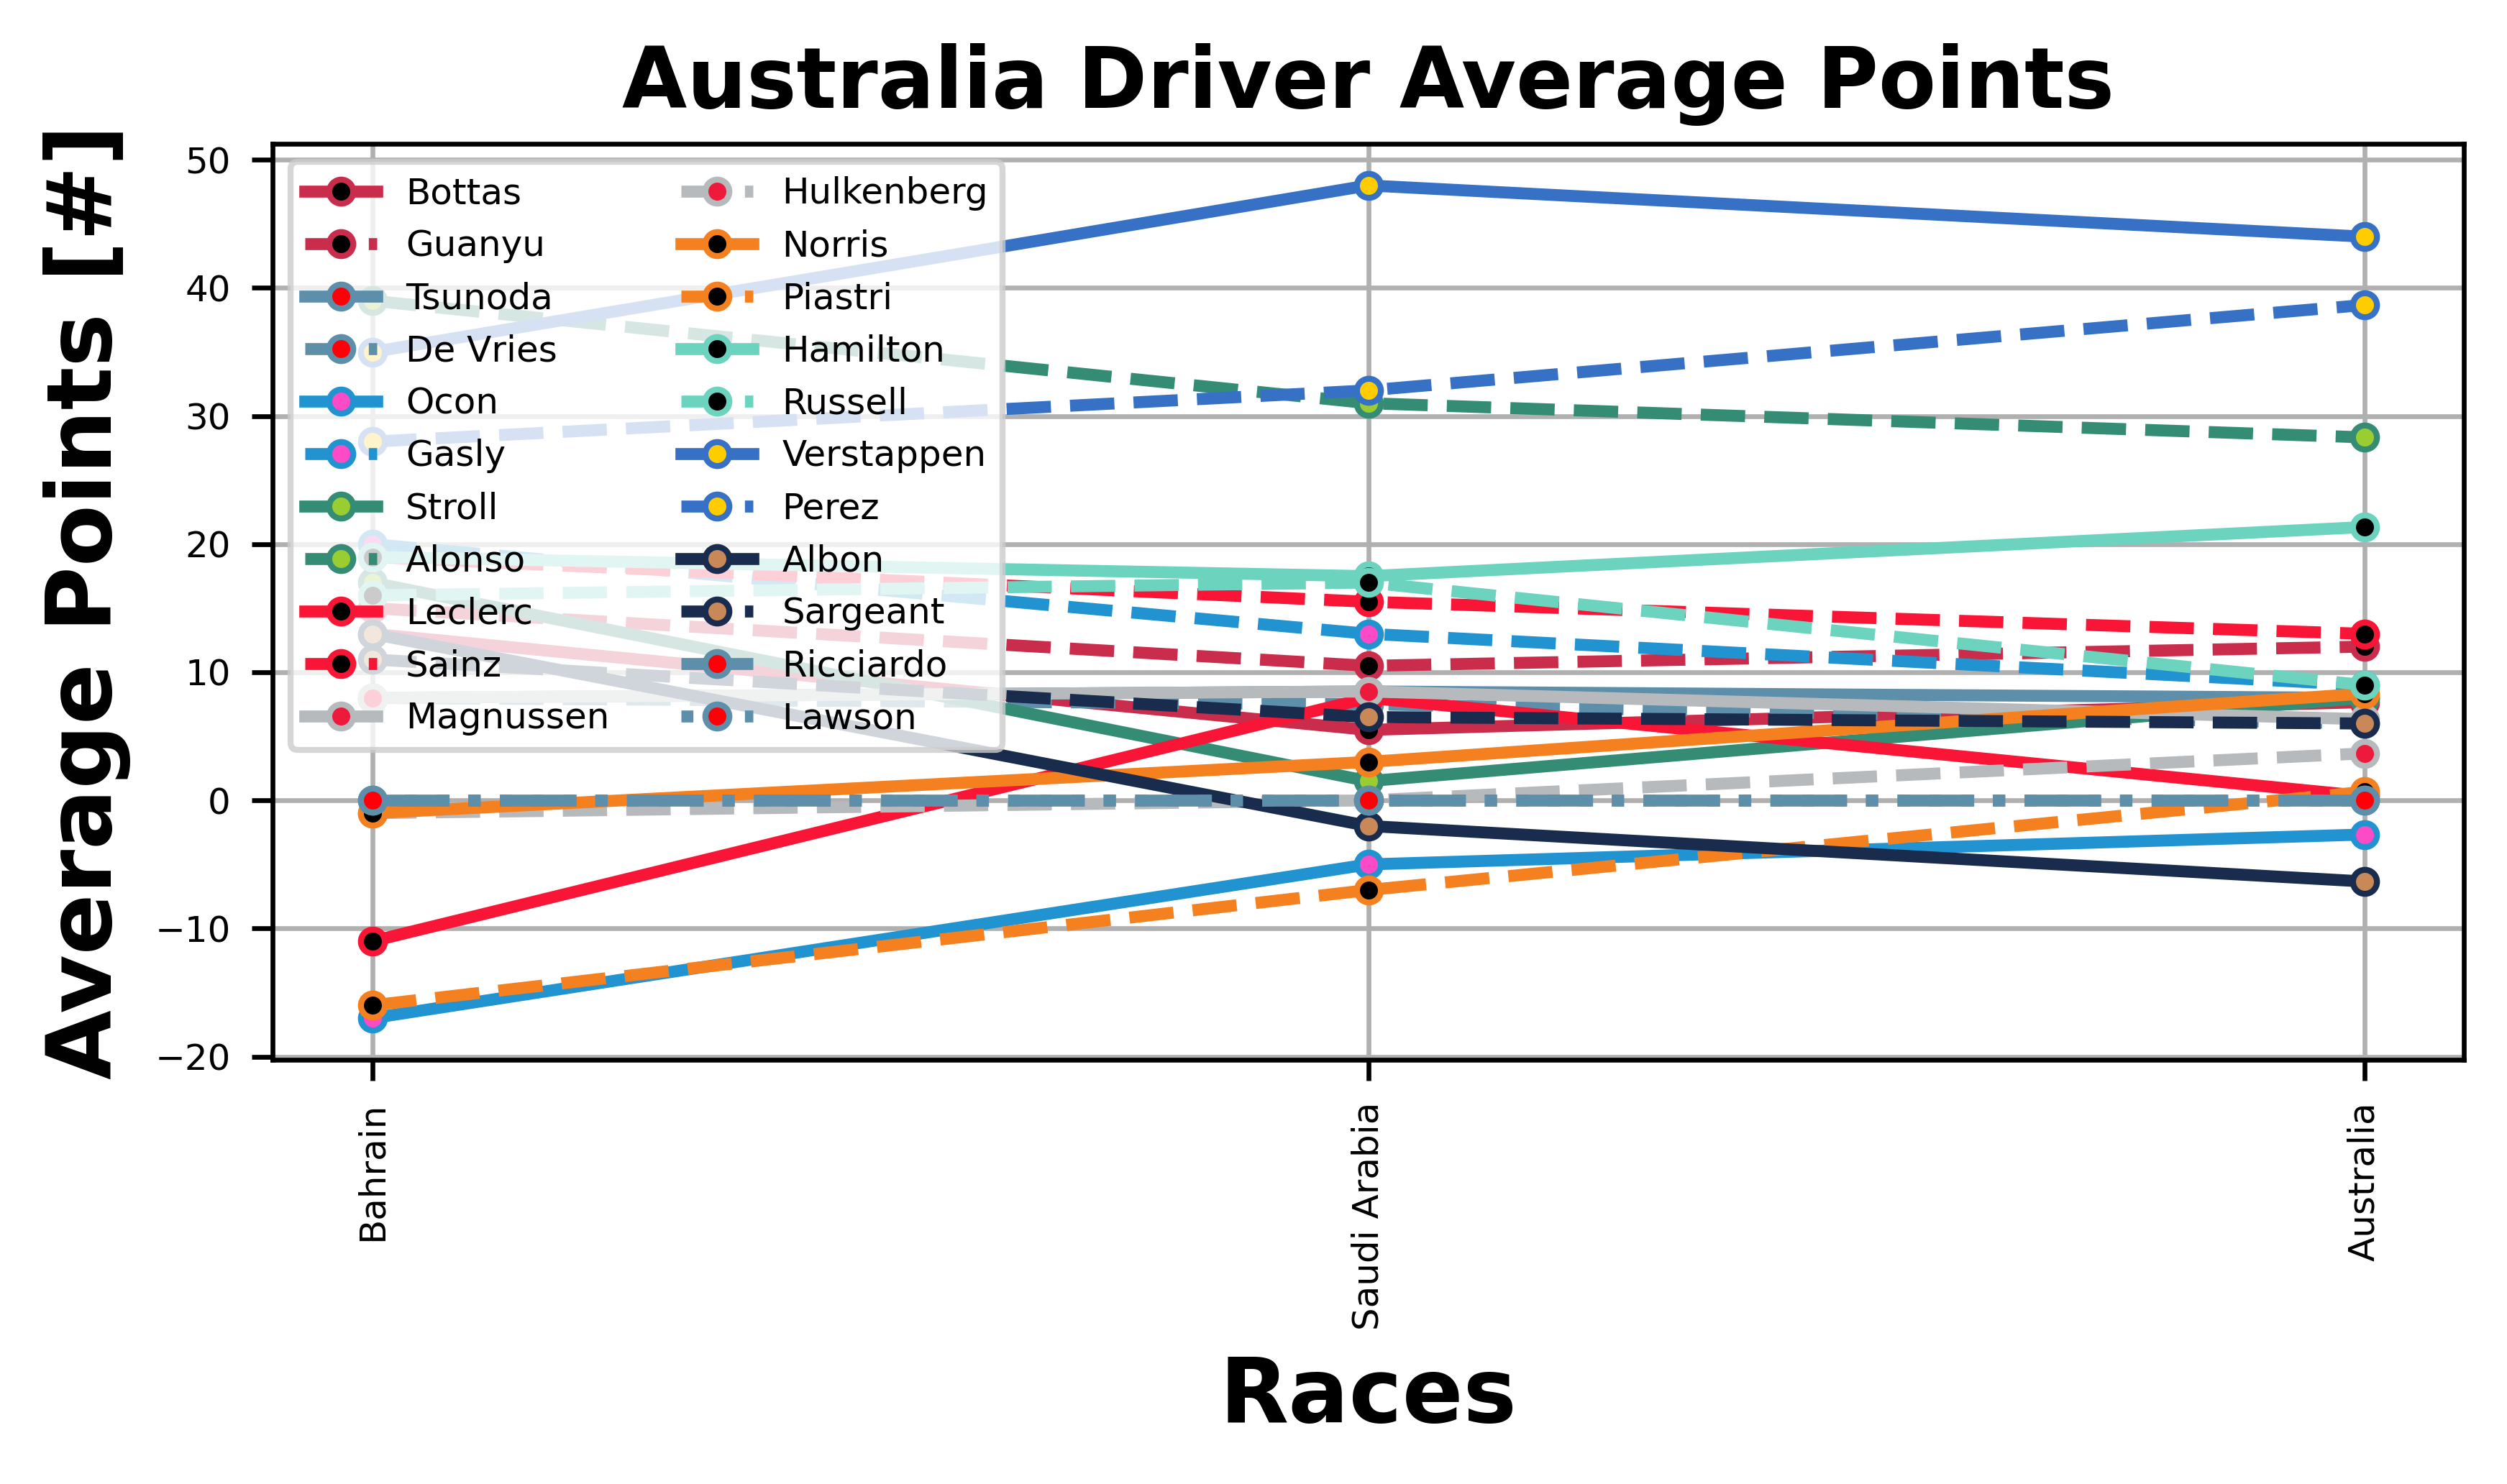 Australia Driver Average Points
Average Points [#]
50
40
30
20
10
0
−10
−20
Bottas
Guanyu
Tsunoda
De Vries
Ocon
Gasly
Stroll
Alonso
Leclerc
Sainz
Magnussen
Hulkenberg
Norris
Piastri
Hamilton
Russell
Verstappen
Perez
Albon
Sargeant
Ricciardo
Lawson
Bahrain
Saudi Arabia
Australia
Races